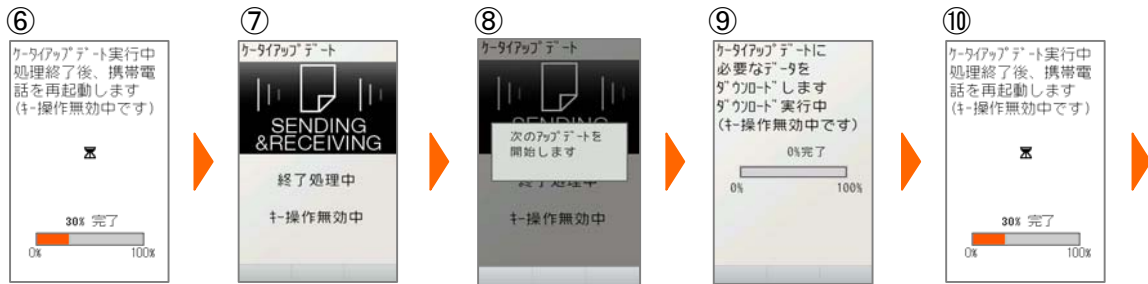 ⑥
ｹｰﾀｲｱｯﾌﾟﾃﾞｰﾄ実行中
処理終了後、携帯電
話を再起動します
(ｷｰ操作無効中です)
30% 完了
0% 100%
⑦
ｹｰﾀｲｱｯﾌﾟﾃﾞｰﾄ
SENDING
&RECEIVING
終了処理中
ｷｰ操作無効中
⑧
ｹｰﾀｲｱｯﾌﾟﾃﾞｰﾄ
SENDING
次のｱｯﾌﾟﾃﾞｰﾄを
開始します
終了処理中
ｷｰ操作無効中
⑨
ｹｰﾀｲｱｯﾌﾟﾃﾞｰﾄに
必要なﾃﾞｰﾀを
ﾀﾞｳﾝﾛｰﾄﾞします
ﾀﾞｳﾝﾛｰﾄﾞ実行中
(ｷｰ操作無効中です)
0%完了
0% 100%
⑩
ｹｰﾀｲｱｯﾌﾟﾃﾞｰﾄ実行中
処理終了後、携帯電
話を再起動します
(ｷｰ操作無効中です)
30% 完了
0% 100%